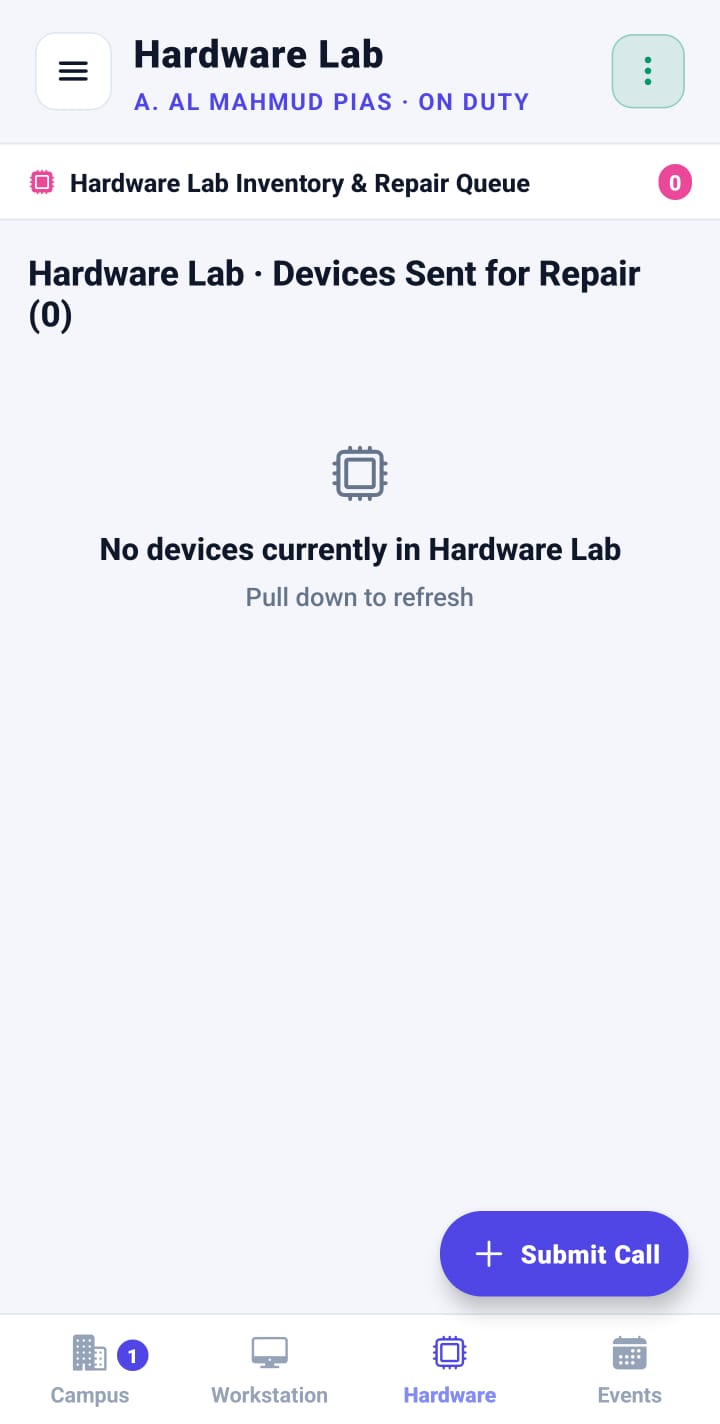 Hardware Lab
A. AL MAHMUD PIAS · ON DUTY
Hardware Lab Inventory & Repair Queue
0
Hardware Lab · Devices Sent for Repair
(0)
No devices currently in Hardware Lab
Pull down to refresh
Submit Call
1
Campus
Workstation
Hardware
Events